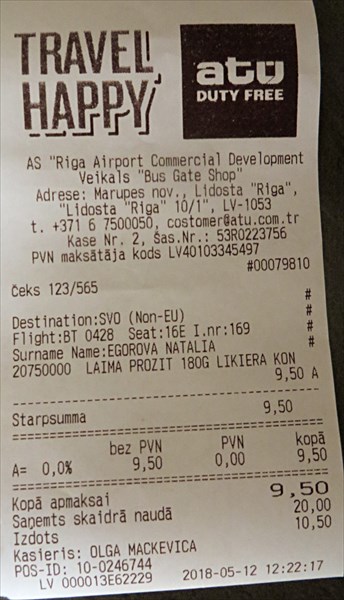 TRAVEL
HAPPY
atü
DUTY FREE
AS "Riga Airport Commercial Development
Veikals "Bus Gate Shop"
Adrese: Marupes nov., Lidosta "Riga",
"Lidosta "Riga" 10/1", LV-1053
t. +371 6 7500050, costomer@atu.com.tr
Kase Nr. 2, Šas.Nr.: 53R0223756
PVN maksātāja kods LV40103345497
#00079810
Čeks 123/565
#
Destination:SVO (Non-EU) #
Flight:BT 0428 Seat:16E I.nr:169 #
Surname Name:EGOROVA NATALIA #
20750000 LAIMA PROZIT 180G LIKIERA KON
9,50 A
Starpsumma 9,50
bez PVN PVN kopā
A= 0,0% 9,50 0,00 9,50
Kopā apmaksai 9,50
Saņemts skaidrā naudā 20,00
Izdots 10,50
Kasieris: OLGA MACKEVICA
POS-ID: 10-0246744
LV 000013E62229 2018-05-12 12:22:17